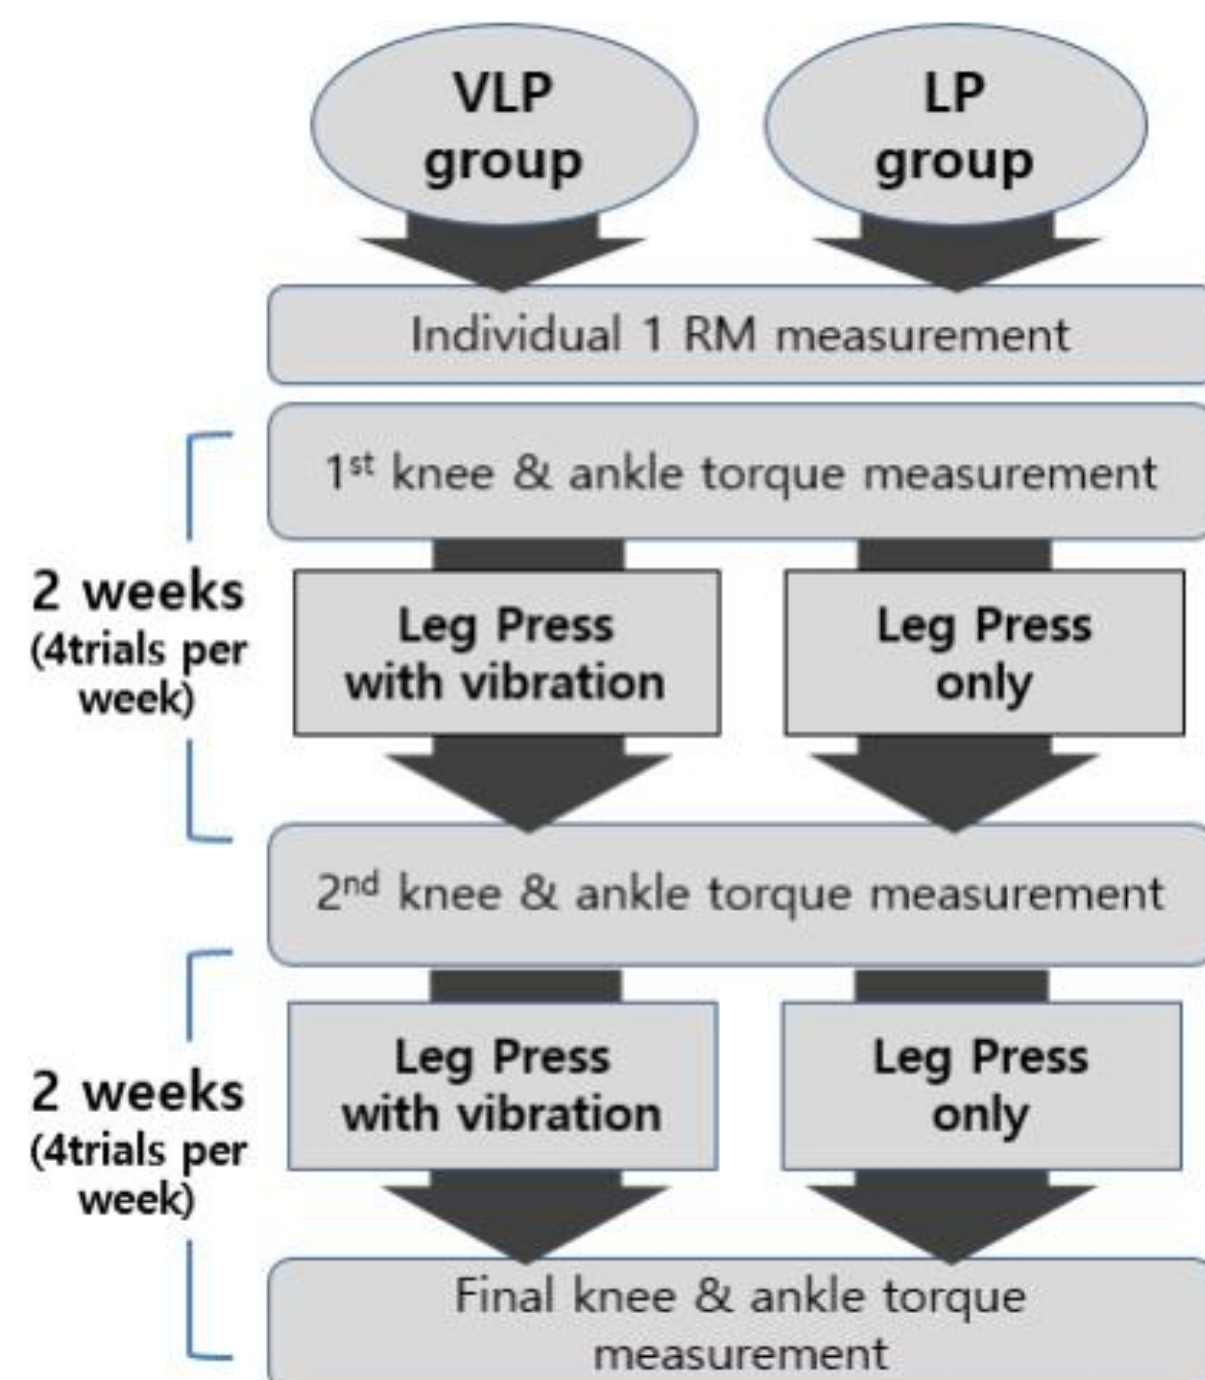 VLP
group
LP
group
Individual 1 RM measurement
1st knee & ankle torque measurement
2 weeks
(4trials per
week)
Leg Press
with vibration
Leg Press
only
2nd knee & ankle torque measurement
2 weeks
(4trials per
week)
Leg Press
with vibration
Leg Press
only
Final knee & ankle torque
measurement